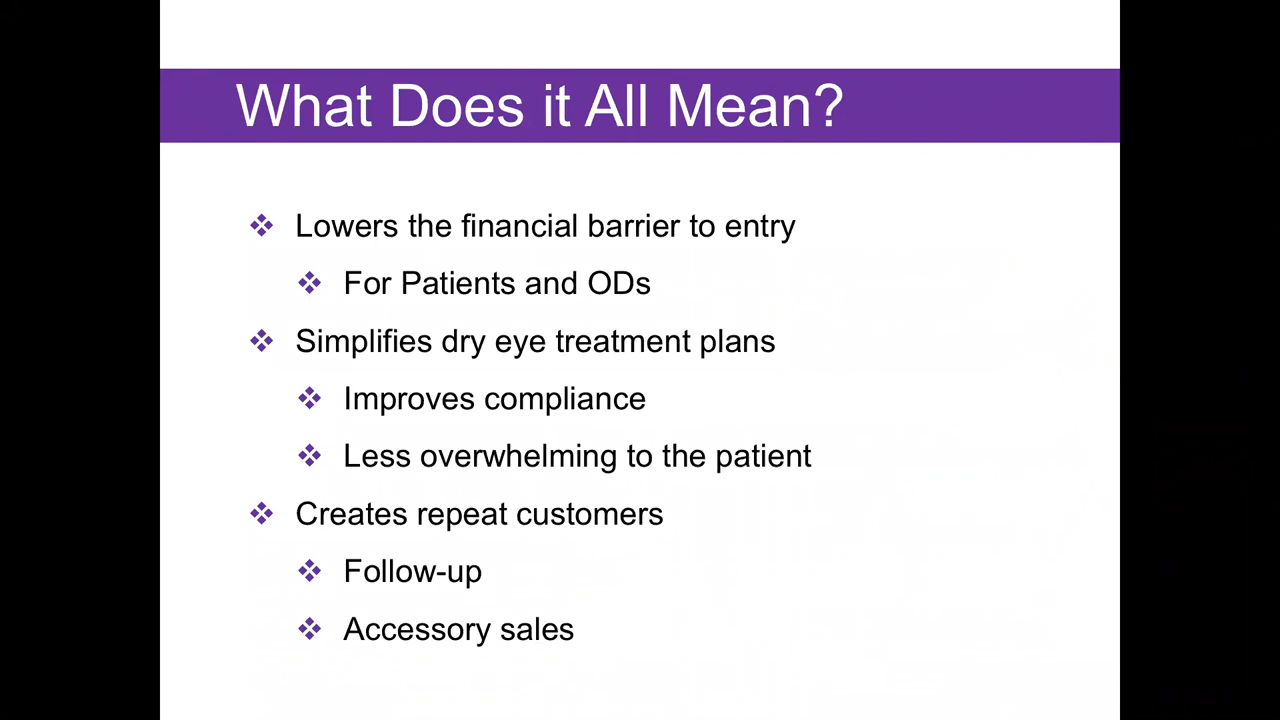 What Does it All Mean?
Lowers the financial barrier to entry
For Patients and ODs
Simplifies dry eye treatment plans
Improves compliance
Less overwhelming to the patient
Creates repeat customers
Follow-up
Accessory sales